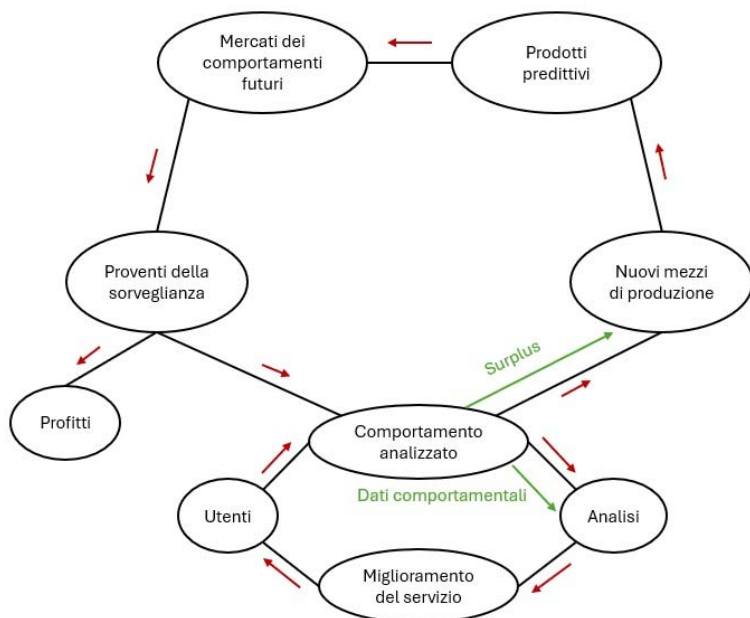 Mercati dei
comportamenti
futuri
Prodotti
predittivi
Proventi della
sorveglianza
Nuovi mezzi
di produzione
Surplus
Profitti
Comportamento
analizzato
Dati comportamentali
Utenti
Analisi
Miglioramento
del servizio